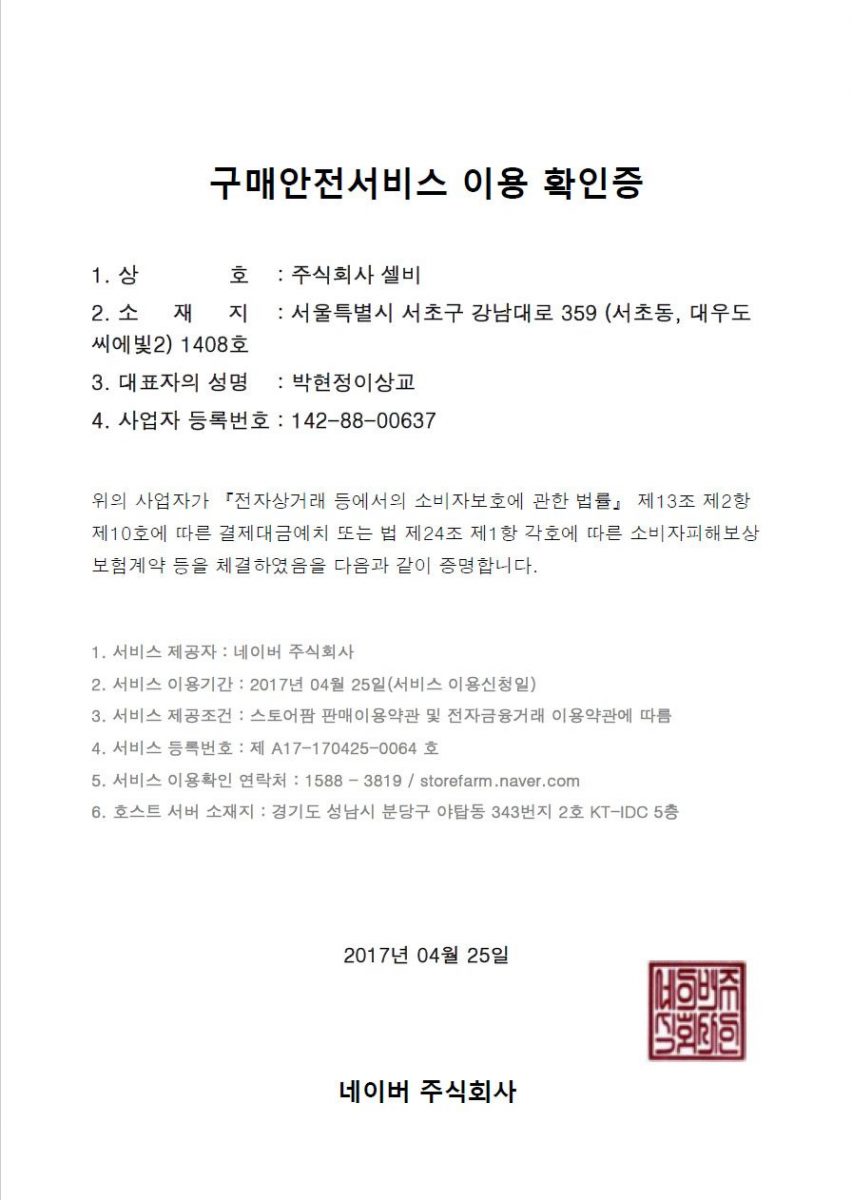 구매안전서비스 이용 확인증
1. 상 호 : 주식회사 셀비
2. 소 재 지 : 서울특별시 서초구 강남대로 359 (서초동, 대우도
씨에빛2) 1408호
3. 대표자의 성명 : 박현정이상교
4. 사업자 등록번호 : 142-88-00637
위의 사업자가 『전자상거래 등에서의 소비자보호에 관한 법률』 제13조 제2항
제10호에 따른 결제대금예치 또는 법 제24조 제1항 각호에 따른 소비자피해보상
보험계약 등을 체결하였음을 다음과 같이 증명합니다.
1. 서비스 제공자 : 네이버 주식회사
2. 서비스 이용기간 : 2017년 04월 25일(서비스 이용신청일)
3. 서비스 제공조건 : 스토어팜 판매이용약관 및 전자금융거래 이용약관에 따름
4. 서비스 등록번호 : 제 A17-170425-0064 호
5. 서비스 이용확인 연락처 : 1588 - 3819 / storefarm.naver.com
6. 호스트 서버 소재지 : 경기도 성남시 분당구 야탑동 343번지 2호 KT-IDC 5층
2017년 04월 25일
네이버 주식회사